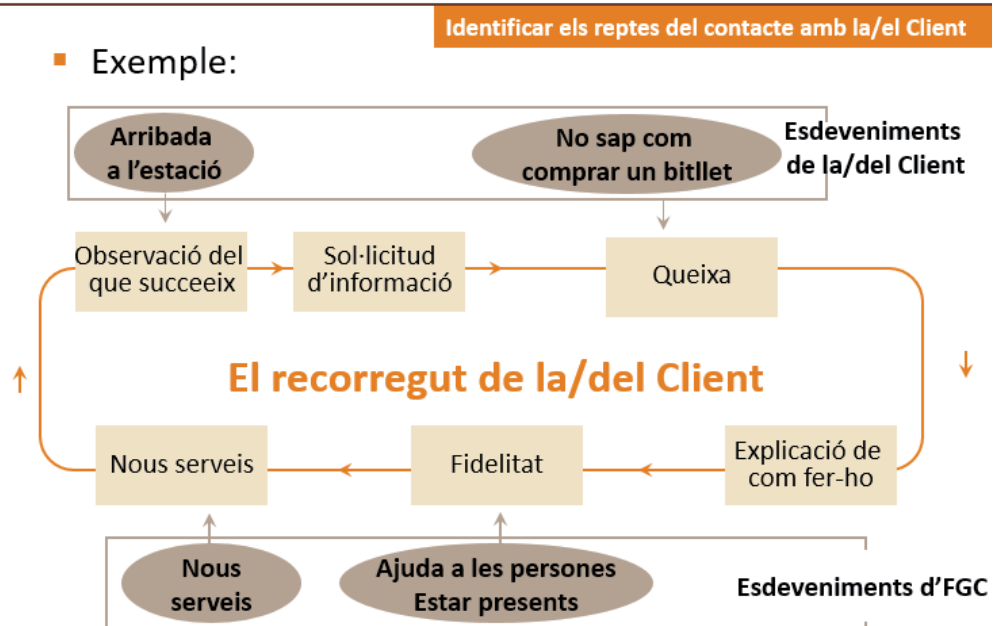 Identificar els reptes del contacte amb la/el Client
Exemple:
Arribada
a l'estació
No sap com
comprar un bitllet
Esdeveniments
de la/del Client
Observació del
que succeeix
Sol·licitud
d'informació
Queixa
El recorregut de la/del Client
Nous serveis
Fidelitat
Explicació de
com fer-ho
Nous
serveis
Ajuda a les persones
Estar presents
Esdeveniments d'FGC